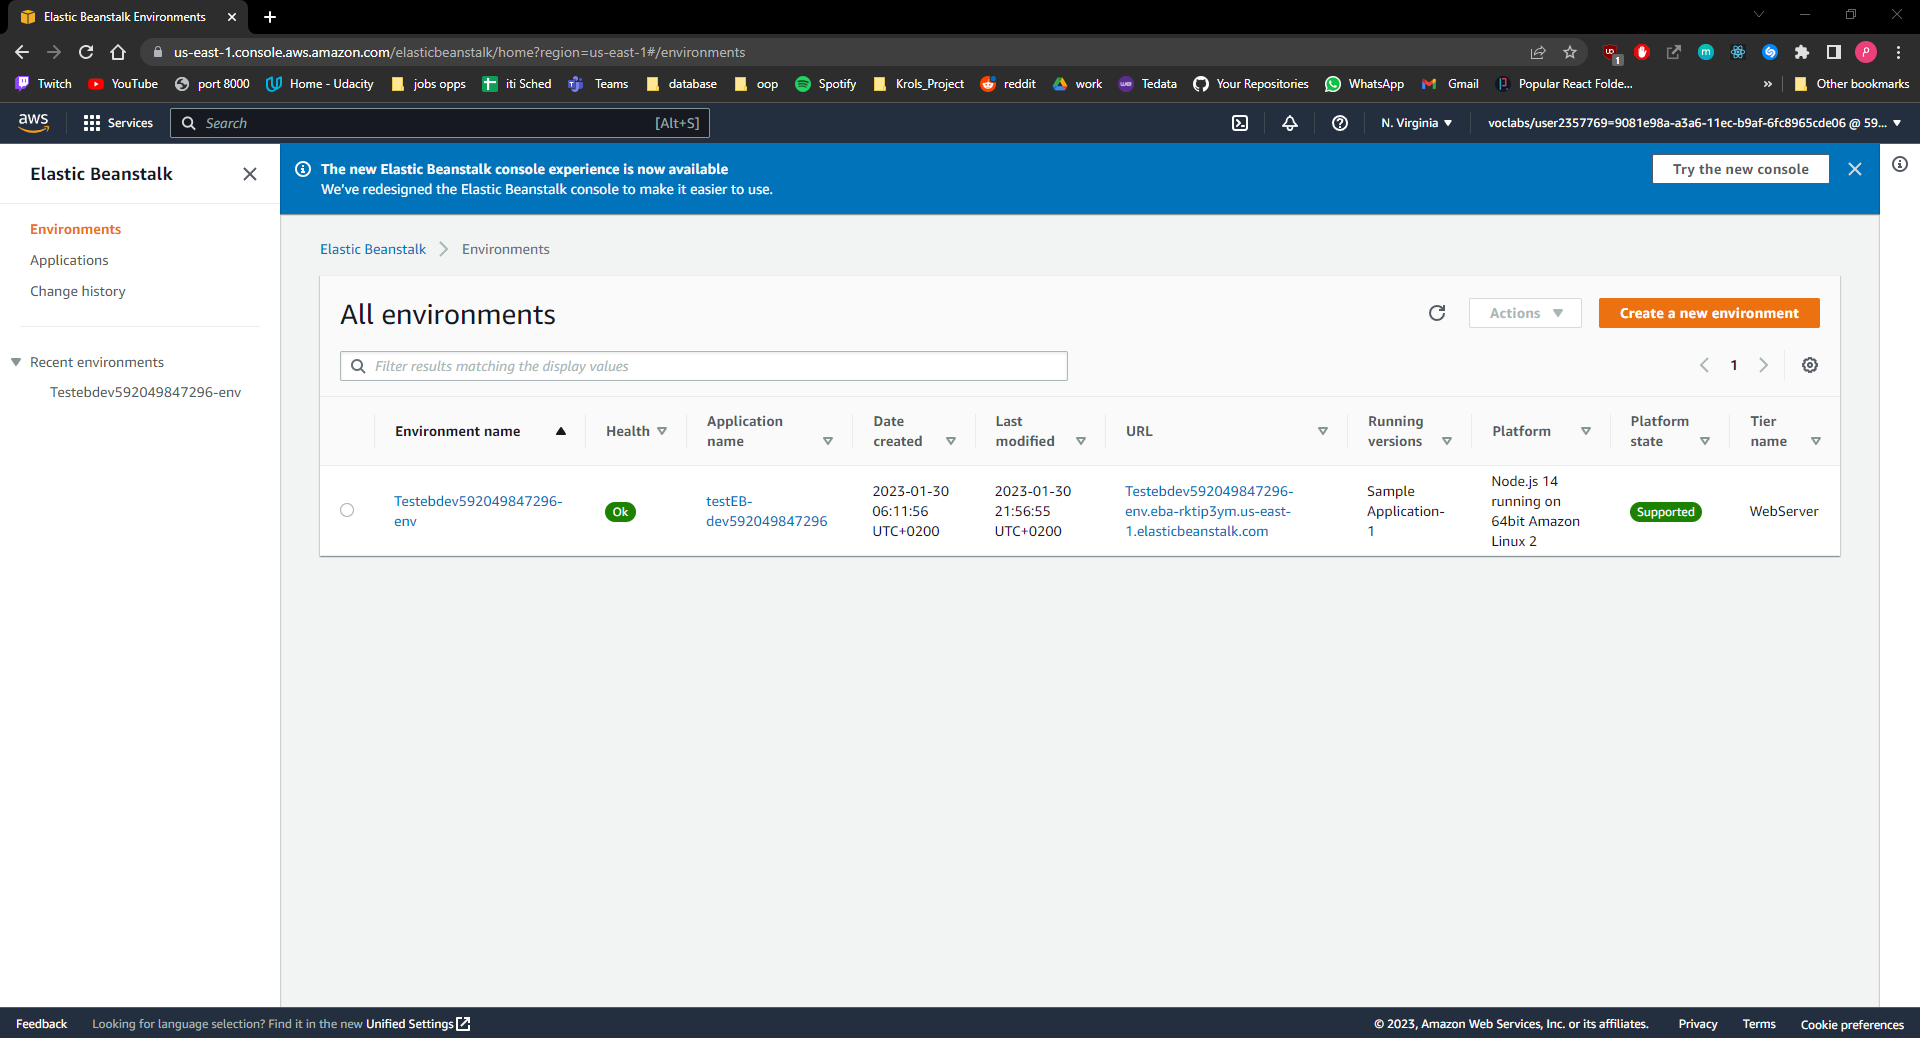 Elastic Beanstalk Environments
us-east-1.console.aws.amazon.com/elasticbeanstalk/home?region=us-east-1#/environments
1
P
Twitch YouTube port 8000 Home - Udacity jobs opps iti Sched Teams database oop Spotify Krols_Project reddit work Tedata Your Repositories WhatsApp Gmail Popular React Folde... » Other bookmarks
aws Services Search [Alt+S] N. Virginia voclabs/user2357769=9081e98a-a3a6-11ec-b9af-6fc8965cde06 @ 59...
Elastic Beanstalk
Environments
Applications
Change history
Recent environments
Testebdev592049847296-env
The new Elastic Beanstalk console experience is now available
We've redesigned the Elastic Beanstalk console to make it easier to use.
Try the new console
Elastic Beanstalk Environments
All environments
Actions
Create a new environment
Filter results matching the display values
1
Environment name
Health
Application
name
Date
created
Last
modified
URL
Running
versions
Platform
Platform
state
Tier
name
Testebdev592049847296-
env
Ok
testEB-
dev592049847296
2023-01-30
06:11:56
UTC+0200
2023-01-30
21:56:55
UTC+0200
Testebdev592049847296-
env.eba-rktip3ym.us-east-
1.elasticbeanstalk.com
Sample
Application-
1
Node.js 14
running on
64bit Amazon
Linux 2
Supported
WebServer
Feedback Looking for language selection? Find it in the new Unified Settings
© 2023, Amazon Web Services, Inc. or its affiliates. Privacy Terms Cookie preferences